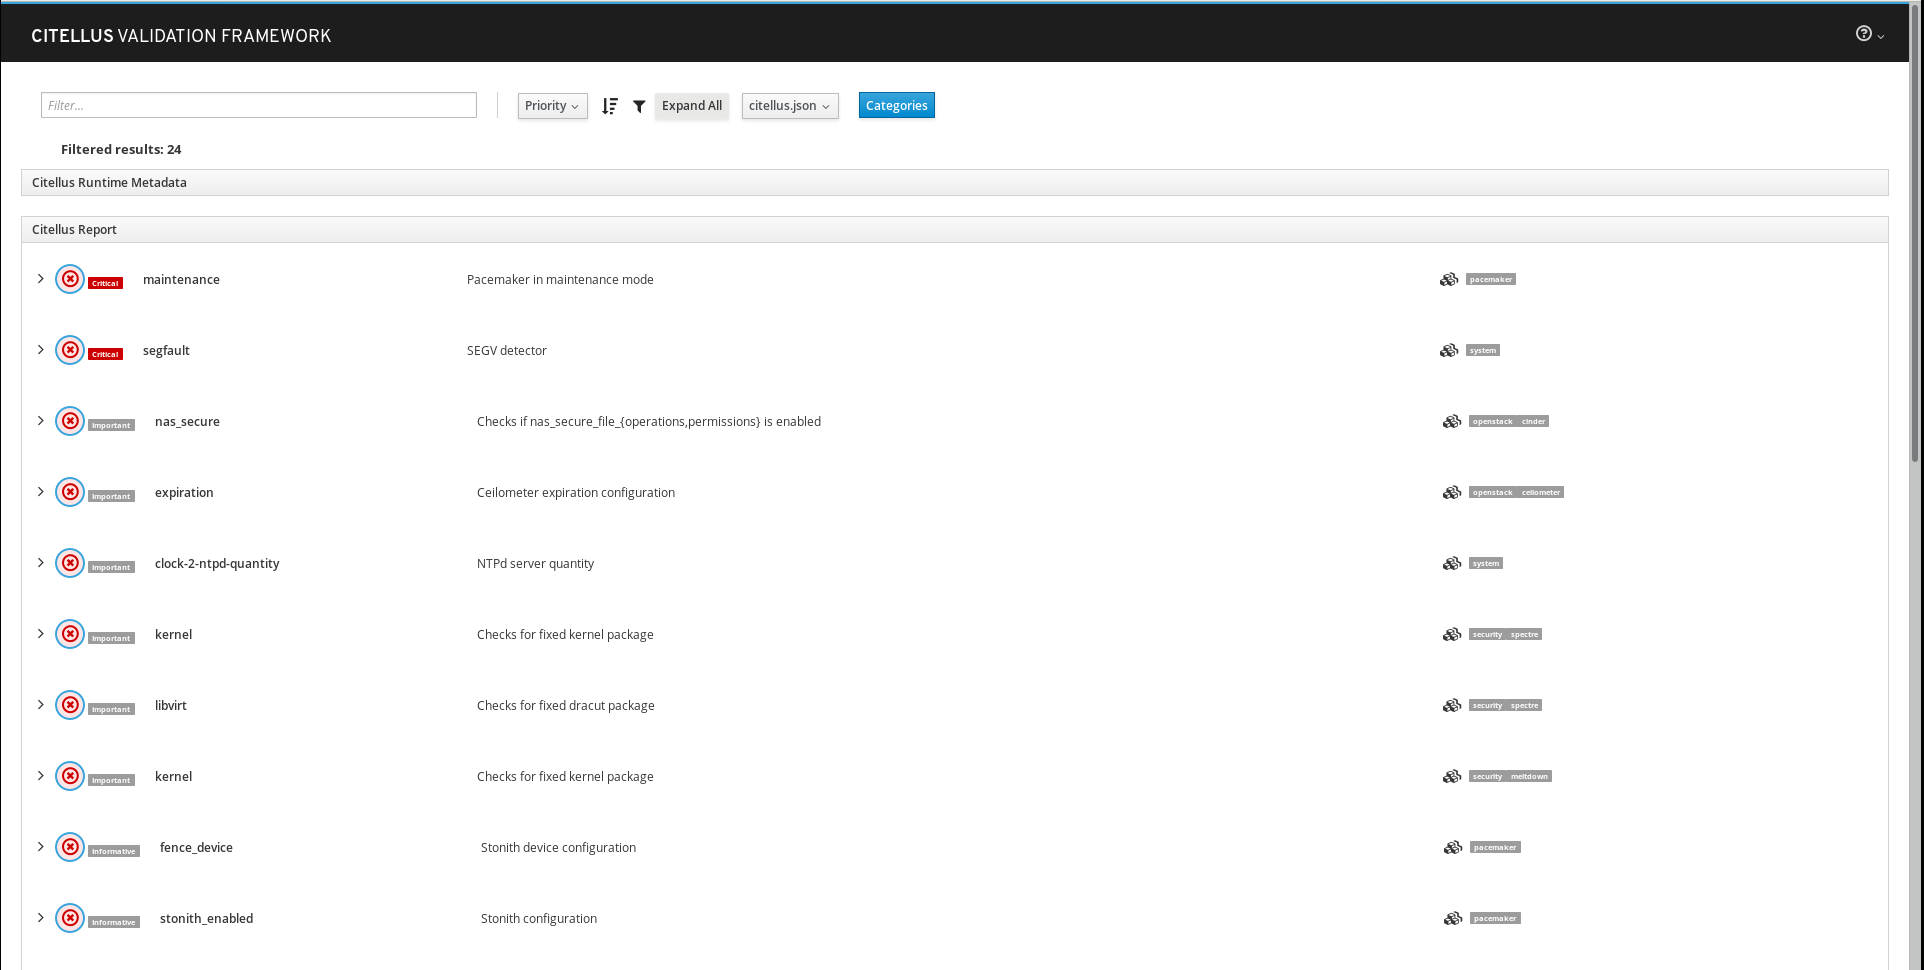 CITELLUS VALIDATION FRAMEWORK
Filter... Priority Expand All citellus.json Categories
Filtered results: 24
Citellus Runtime Metadata
Citellus Report
Critical maintenance Pacemaker in maintenance mode pacemaker
Critical segfault SEGV detector system
Important nas_secure Checks if nas_secure_file_{operations,permissions} is enabled openstack cinder
Important expiration Ceilometer expiration configuration openstack ceilometer
Important clock-2-ntpd-quantity NTPd server quantity system
Important kernel Checks for fixed kernel package security spectre
Important libvirt Checks for fixed dracut package security spectre
Important kernel Checks for fixed kernel package security meltdown
Informative fence_device Stonith device configuration pacemaker
Informative stonith_enabled Stonith configuration pacemaker